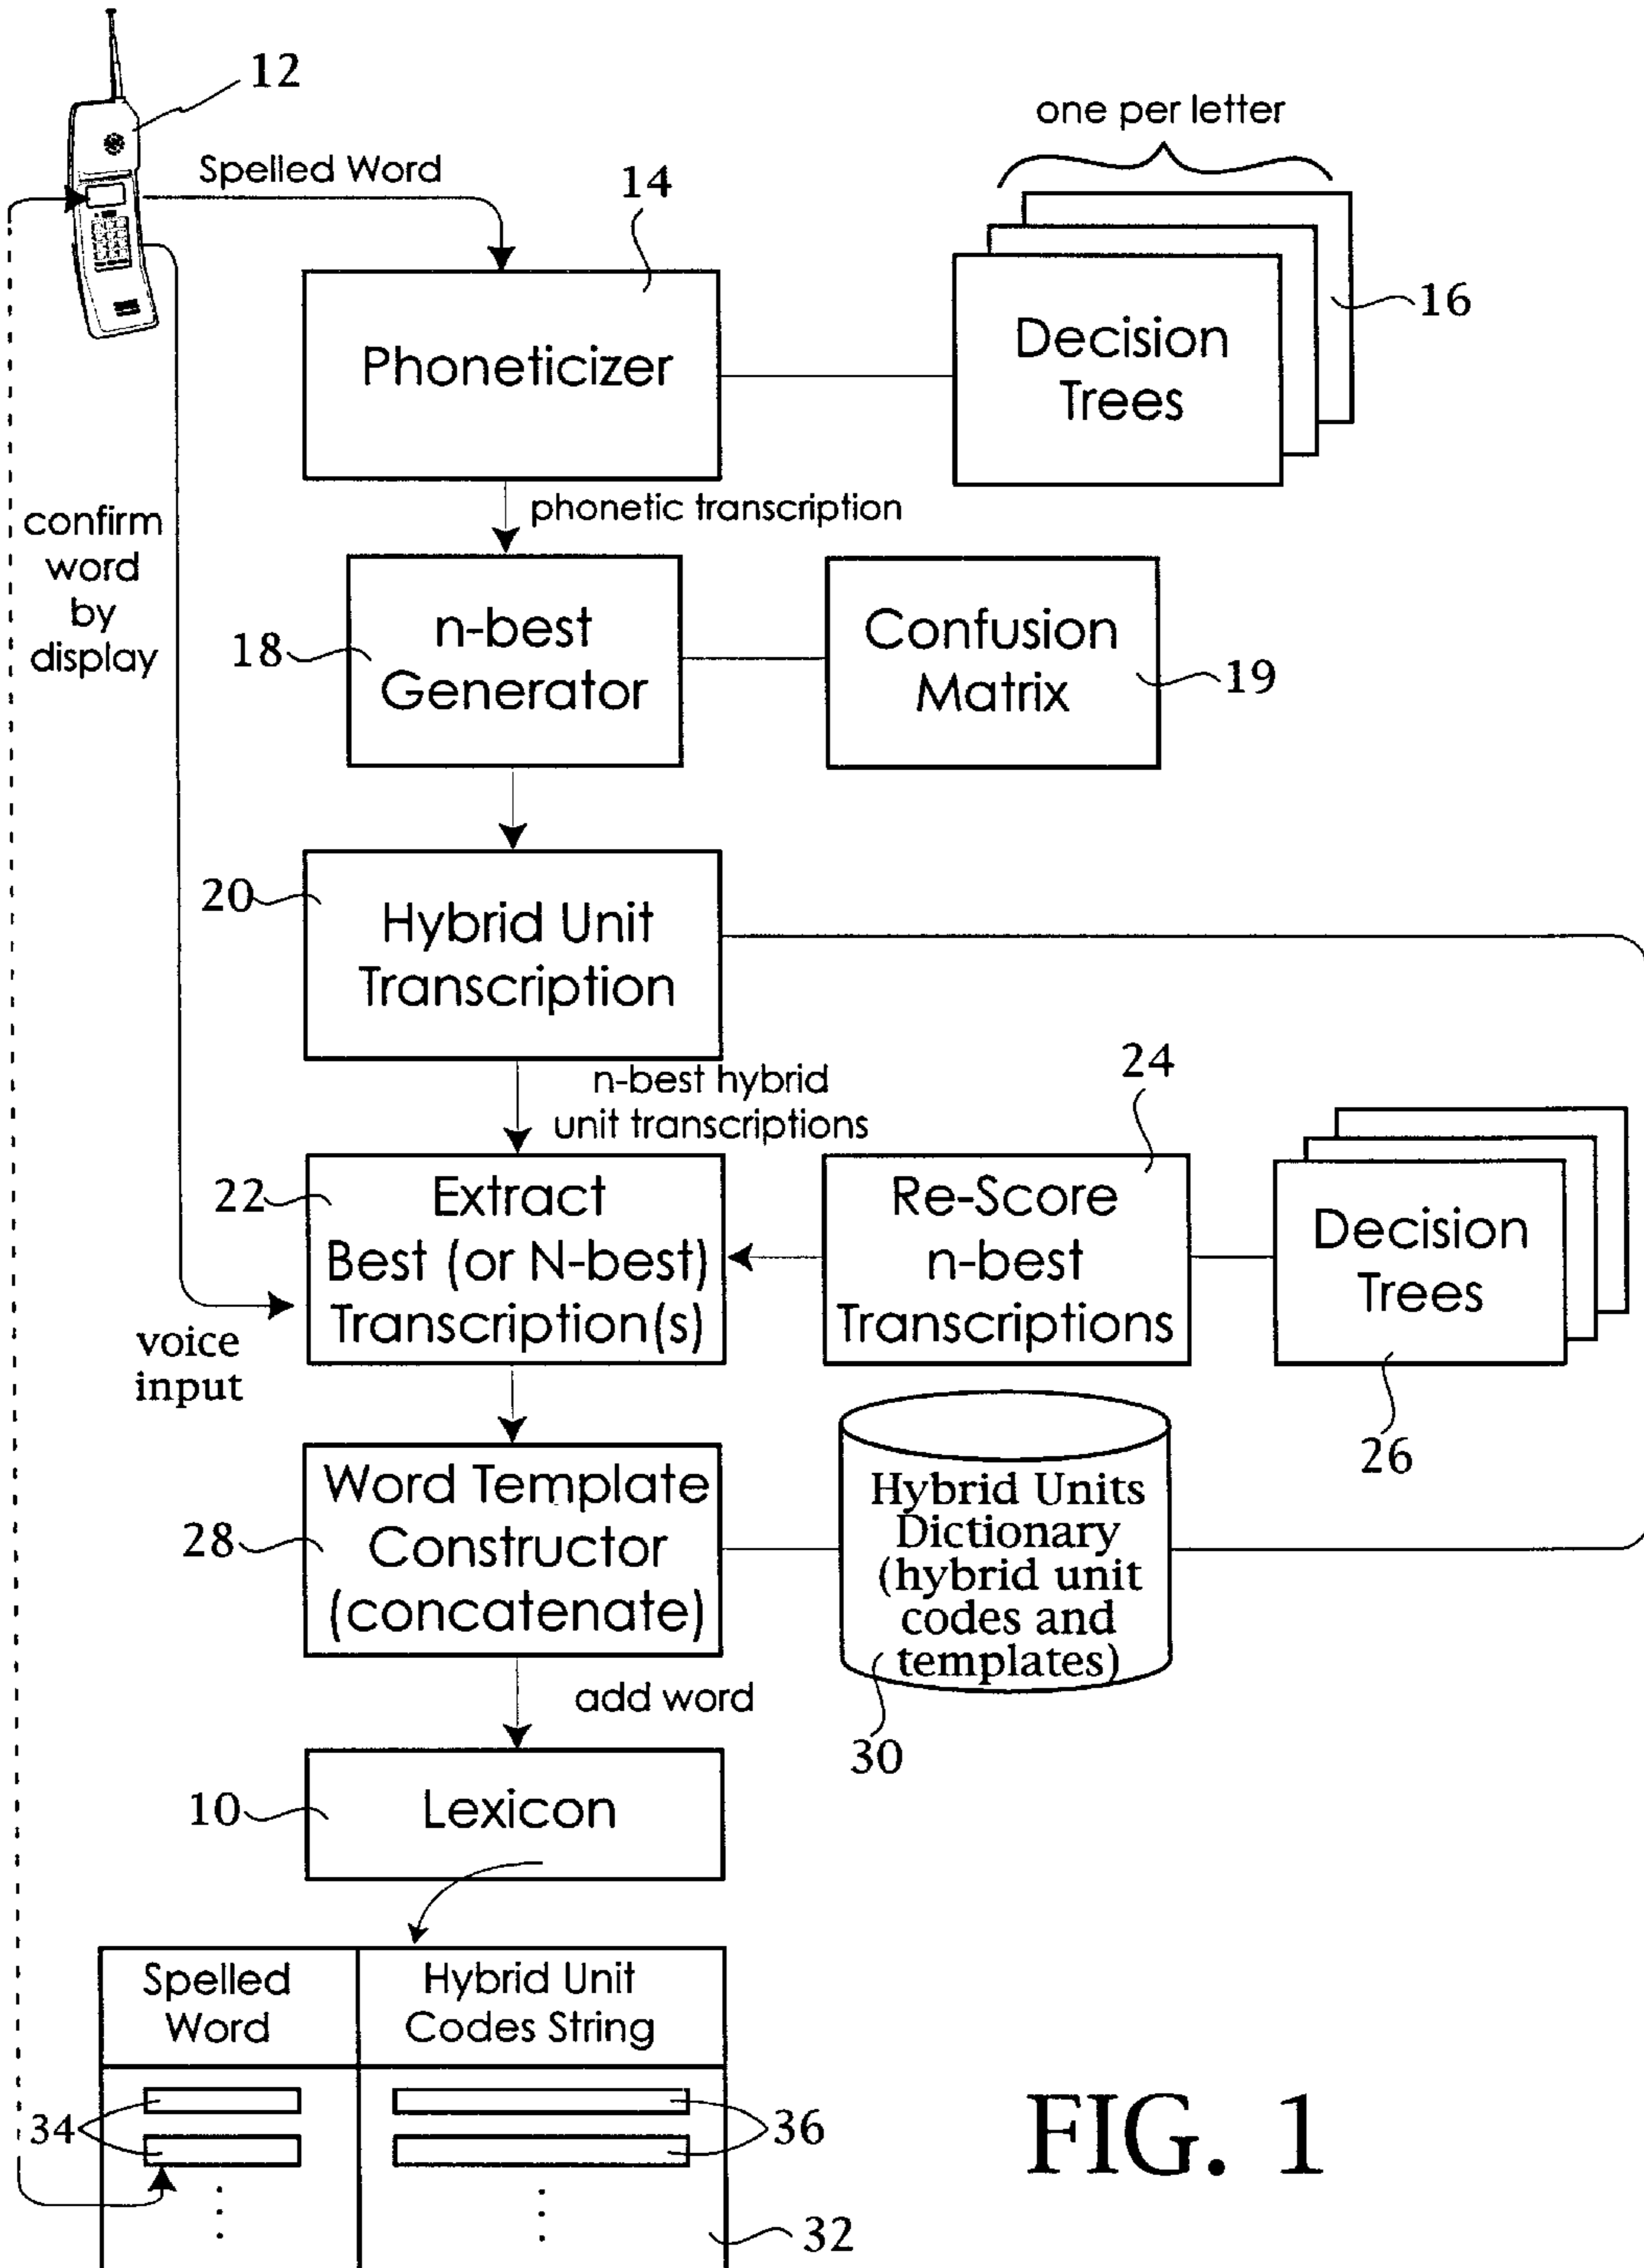 12
one per letter
Spelled Word
14
16
Phoneticizer
Decision
Trees
phonetic transcription
confirm
word
by
display
18
n-best
Generator
Confusion
Matrix
19
20
Hybrid Unit
Transcription
n-best hybrid
unit transcriptions
24
22
Extract
Best (or N-best)
Transcription(s)
Re-Score
n-best
Transcriptions
Decision
Trees
26
voice
input
28
Word Template
Constructor
(concatenate)
Hybrid Units
Dictionary
(hybrid unit
codes and
templates)
30
add word
10
Lexicon
Spelled
Word
Hybrid Unit
Codes String
34
36
32
FIG. 1